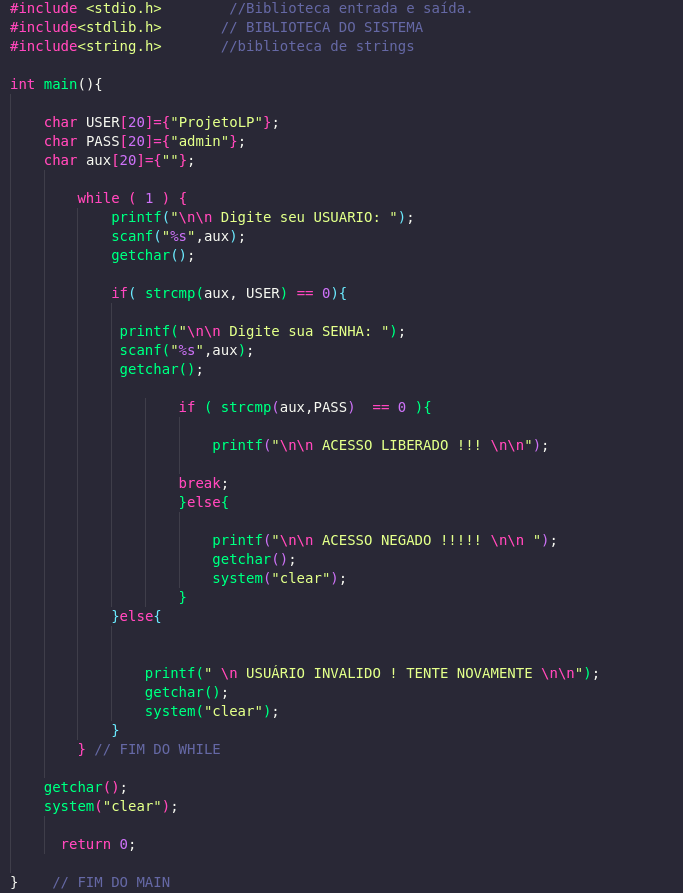 #include <stdio.h>        //Biblioteca entrada e saída.
#include<stdlib.h>       // BIBLIOTECA DO SISTEMA
#include<string.h>       //biblioteca de strings
int main(){
    char USER[20]={"ProjetoLP"};
    char PASS[20]={"admin"};
    char aux[20]={""};
        while ( 1 ) {
            printf("\n\n Digite seu USUARIO: ");
            scanf("%s",aux);
            getchar();
            if( strcmp(aux, USER) == 0){
             printf("\n\n Digite sua SENHA: ");
             scanf("%s",aux);
             getchar();
                    if ( strcmp(aux,PASS)  == 0 ){
                        printf("\n\n ACESSO LIBERADO !!! \n\n");
                    break;
                    }else{
                        printf("\n\n ACESSO NEGADO !!!!! \n\n ");
                        getchar();
                        system("clear");
                    }
            }else{
                printf(" \n USUÁRIO INVALIDO ! TENTE NOVAMENTE \n\n");
                getchar();
                system("clear");
            }
        } // FIM DO WHILE
    getchar();
    system("clear");
      return 0;
}    // FIM DO MAIN